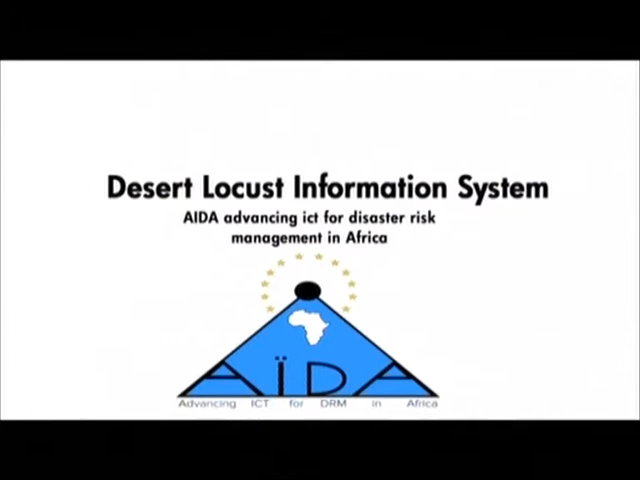 Desert Locust Information System
AIDA advancing ict for disaster risk
management in Africa
AÏDA
Advancing ICT for DRM in Africa